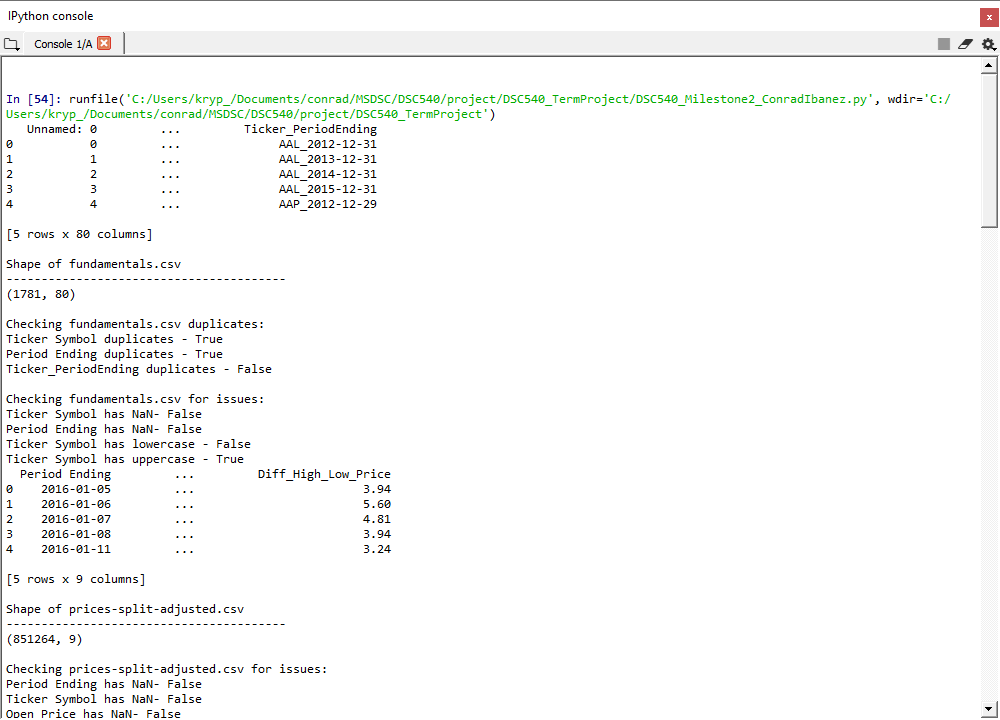 IPython console
Console 1/A
In [54]: runfile('C:/Users/kryp_/Documents/conrad/MSDSC/DSC540/project/DSC540_TermProject/DSC540_Milestone2_ConradIbanez.py', wdir='C:/
Users/kryp_/Documents/conrad/MSDSC/DSC540/project/DSC540_TermProject')
   Unnamed: 0         ...         Ticker_PeriodEnding
0           0         ...              AAL_2012-12-31
1           1         ...              AAL_2013-12-31
2           2         ...              AAL_2014-12-31
3           3         ...              AAL_2015-12-31
4           4         ...              AAP_2012-12-29
[5 rows x 80 columns]
Shape of fundamentals.csv
----------------------------------------
(1781, 80)
Checking fundamentals.csv duplicates:
Ticker Symbol duplicates - True
Period Ending duplicates - True
Ticker_PeriodEnding duplicates - False
Checking fundamentals.csv for issues:
Ticker Symbol has NaN- False
Period Ending has NaN- False
Ticker Symbol has lowercase - False
Ticker Symbol has uppercase - True
  Period Ending         ...         Diff_High_Low_Price
0    2016-01-05         ...                        3.94
1    2016-01-06         ...                        5.60
2    2016-01-07         ...                        4.81
3    2016-01-08         ...                        3.94
4    2016-01-11         ...                        3.24
[5 rows x 9 columns]
Shape of prices-split-adjusted.csv
----------------------------------------
(851264, 9)
Checking prices-split-adjusted.csv for issues:
Period Ending has NaN- False
Ticker Symbol has NaN- False
Open Price has NaN- False